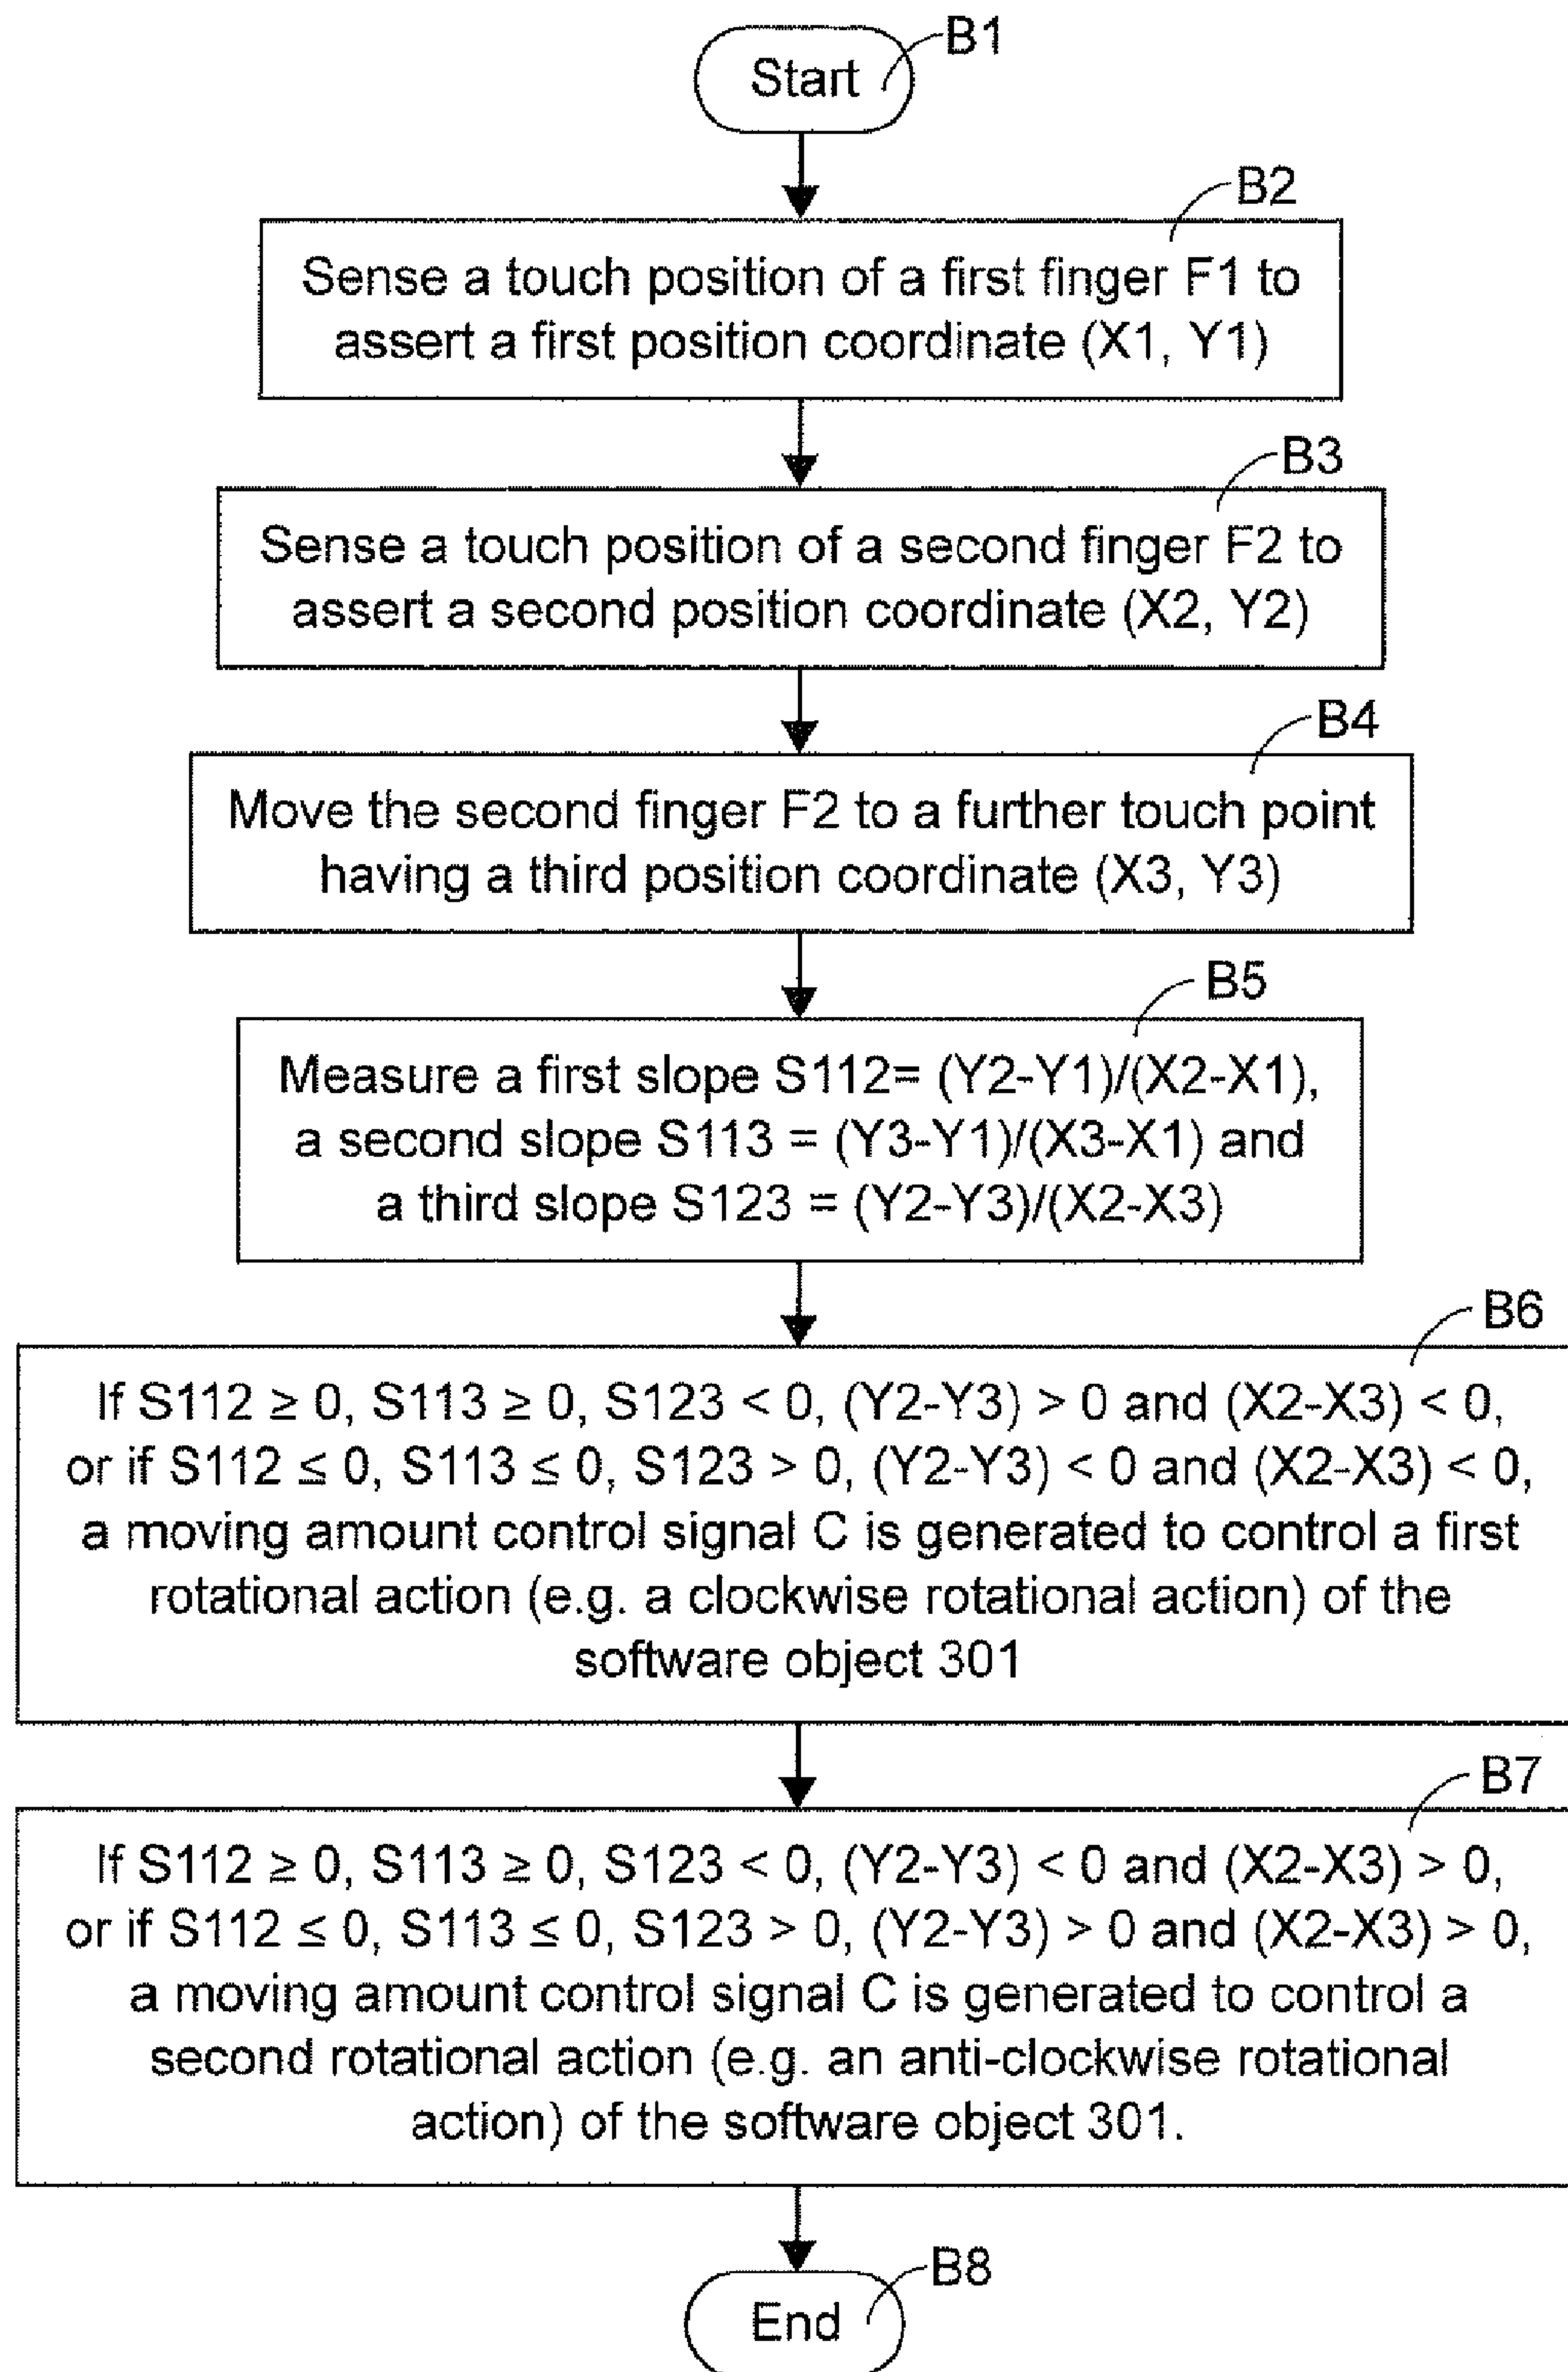 Start
B1
B2
Sense a touch position of a first finger F1 to
assert a first position coordinate (X1, Y1)
B3
Sense a touch position of a second finger F2 to
assert a second position coordinate (X2, Y2)
B4
Move the second finger F2 to a further touch point
having a third position coordinate (X3, Y3)
B5
Measure a first slope S112= (Y2-Y1)/(X2-X1),
a second slope S113 = (Y3-Y1)/(X3-X1) and
a third slope S123 = (Y2-Y3)/(X2-X3)
B6
If S112 ≥ 0, S113 ≥ 0, S123 < 0, (Y2-Y3) > 0 and (X2-X3) < 0,
or if S112 ≤ 0, S113 ≤ 0, S123 > 0, (Y2-Y3) < 0 and (X2-X3) < 0,
a moving amount control signal C is generated to control a first
rotational action (e.g. a clockwise rotational action) of the
software object 301
B7
If S112 ≥ 0, S113 ≥ 0, S123 < 0, (Y2-Y3) < 0 and (X2-X3) > 0,
or if S112 ≤ 0, S113 ≤ 0, S123 > 0, (Y2-Y3) > 0 and (X2-X3) > 0,
a moving amount control signal C is generated to control a
second rotational action (e.g. an anti-clockwise rotational
action) of the software object 301.
B8
End